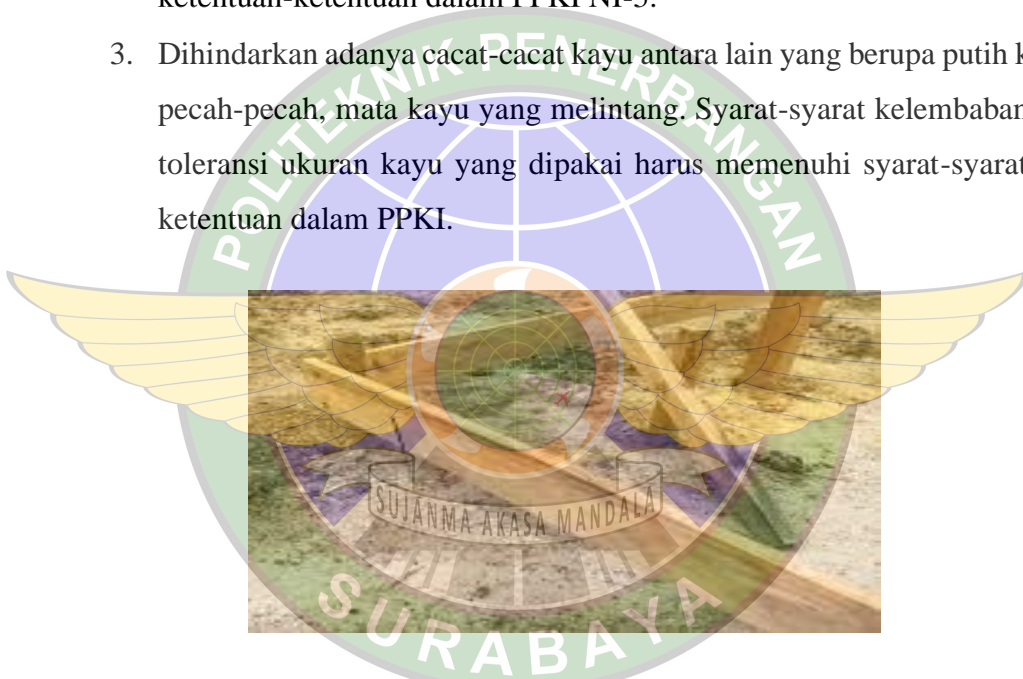 ketentuan-ketentuan dalam PPKI NI-5.
3. Dihindarkan adanya cacat-cacat kayu antara lain yang berupa putih
pecah-pecah, mata kayu yang melintang. Syarat-syarat kelembaban
toleransi ukuran kayu yang dipakai harus memenuhi syarat-syarat
ketentuan dalam PPKI.
POLITEKNIK PENERBANGAN
SUJANMA AKASA MANDALA
SURABAYA